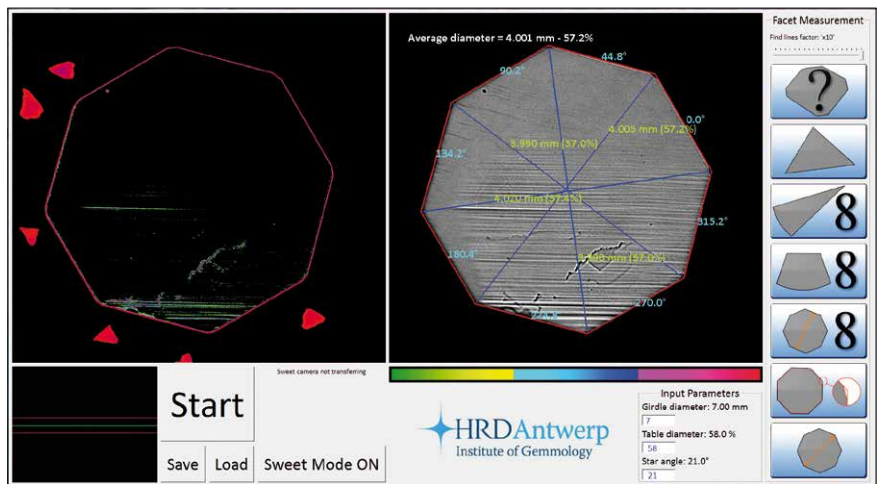 Average diameter = 4.001 mm - 57.2%
44.8°
90.2°
0.0°
4.005 mm (57.2%)
3.990 mm (57.0%)
134.2°
4.020 mm (57.4%)
315.2°
180.4°
3.990 mm (57.0%)
270.0°
Facet Measurement
Find lines factor: 'x10'
?
8
8
8
Sweet camera not transferring
Start
Save
Load
Sweet Mode ON
HRDAntwerp
Institute of Gemmology
Input Parameters
Girdle diameter: 7.00 mm
7
Table diameter: 58.0 %
58
Star angle: 21.0°
21